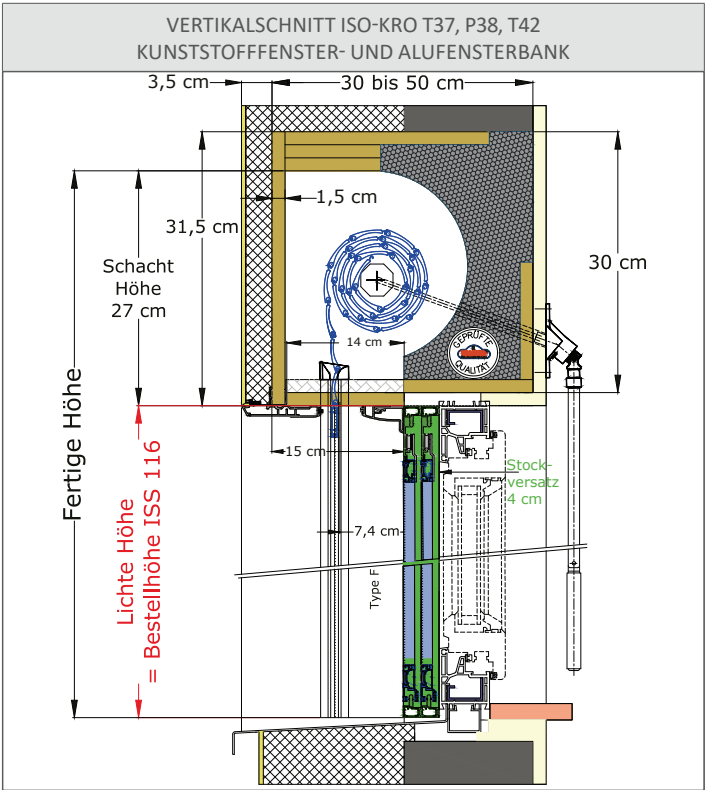 VERTIKALSCHNITT ISO-KRO T37, P38, T42
KUNSTSTOFFFENSTER- UND ALUFENSTERBANK
3,5 cm
30 bis 50 cm
1,5 cm
31,5 cm
Schacht
Höhe
27 cm
30 cm
14 cm
GEPRÜFTE
QUALITÄT
Fertige Höhe
15 cm
Stock-
versatz
4 cm
7,4 cm
Type F
Lichte Höhe
= Bestellhöhe ISS 116